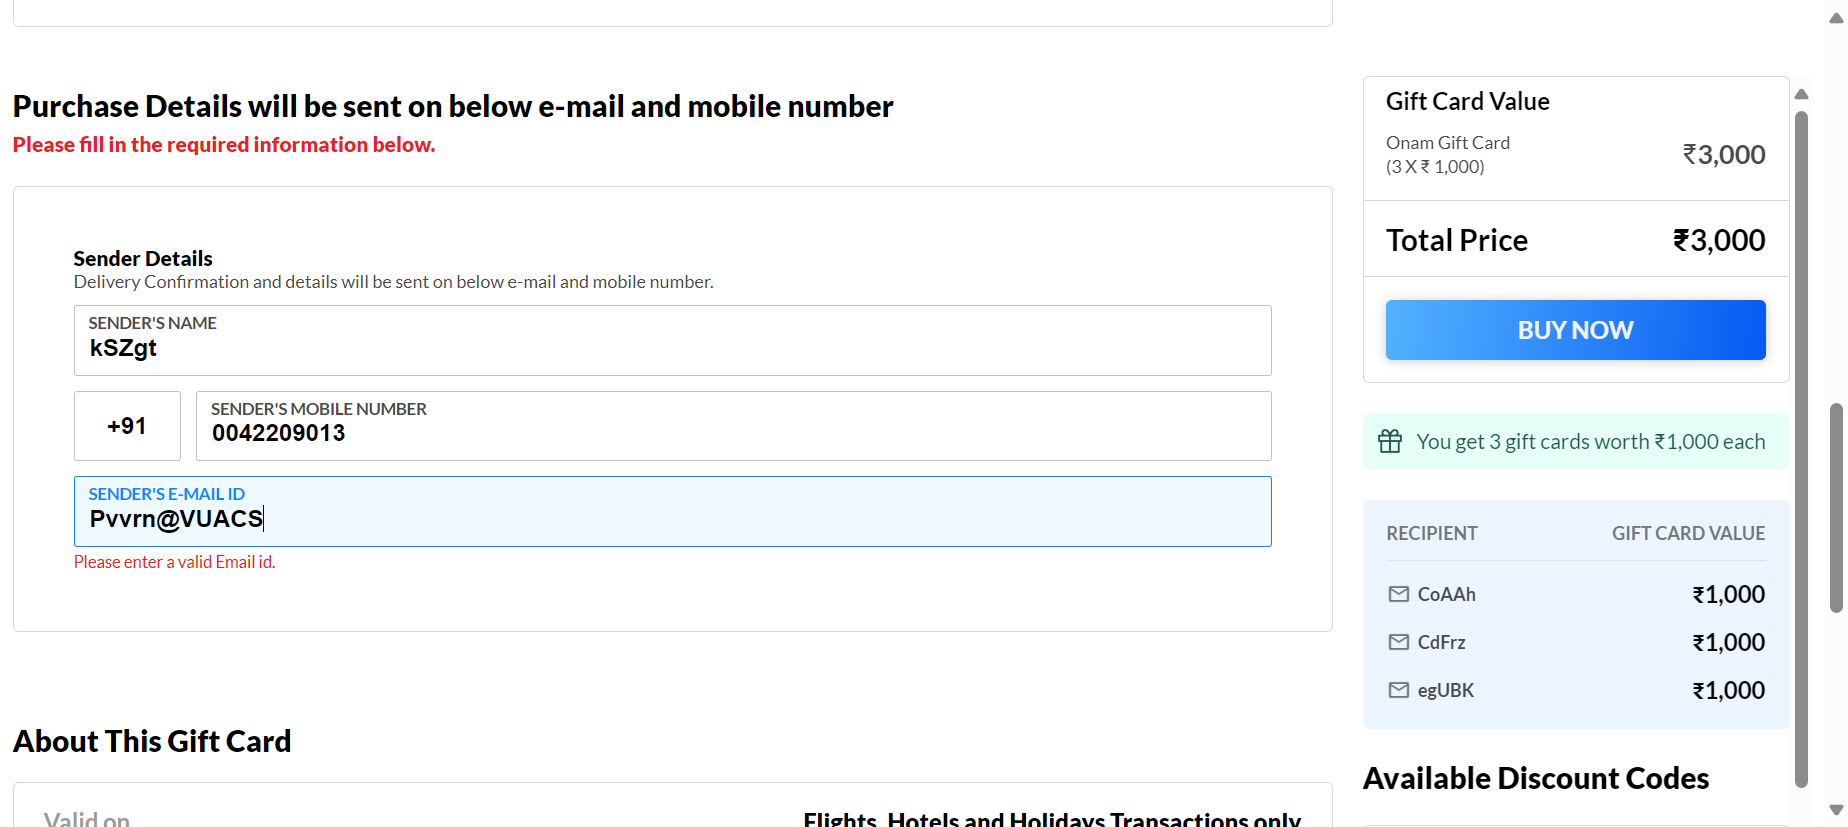 Purchase Details will be sent on below e-mail and mobile number
Please fill in the required information below.
Sender Details
Delivery Confirmation and details will be sent on below e-mail and mobile number.
SENDER'S NAME
kSZgt
+91
SENDER'S MOBILE NUMBER
0042209013
SENDER'S E-MAIL ID
Pvvrn@VUACS
Please enter a valid Email id.
About This Gift Card
Valid on
Flights, Hotels and Holidays Transactions only
Gift Card Value
Onam Gift Card
(3 X ₹ 1,000)
₹3,000
Total Price ₹3,000
BUY NOW
You get 3 gift cards worth ₹1,000 each
RECIPIENT GIFT CARD VALUE
CoAAh ₹1,000
CdFrz ₹1,000
egUBK ₹1,000
Available Discount Codes